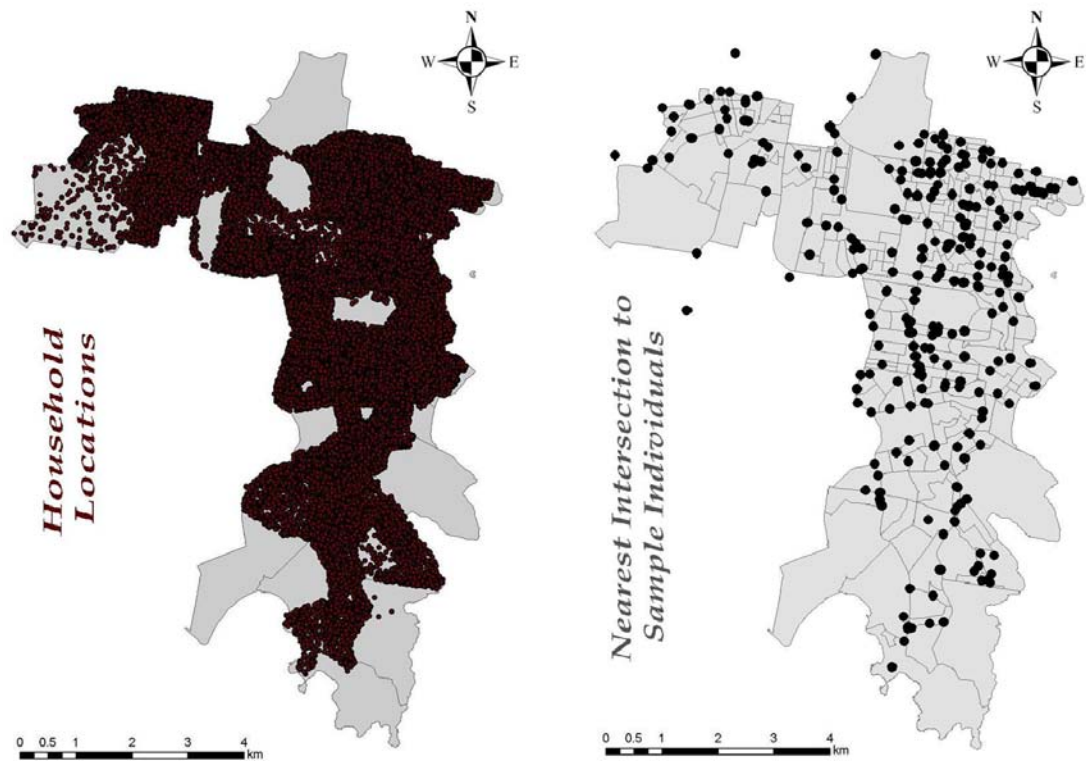 N
W E
S
Household
Locations
0 0.5 1 2 3 4
km
N
W E
S
Nearest Intersection to
Sample Individuals
0 0.5 1 2 3 4
km